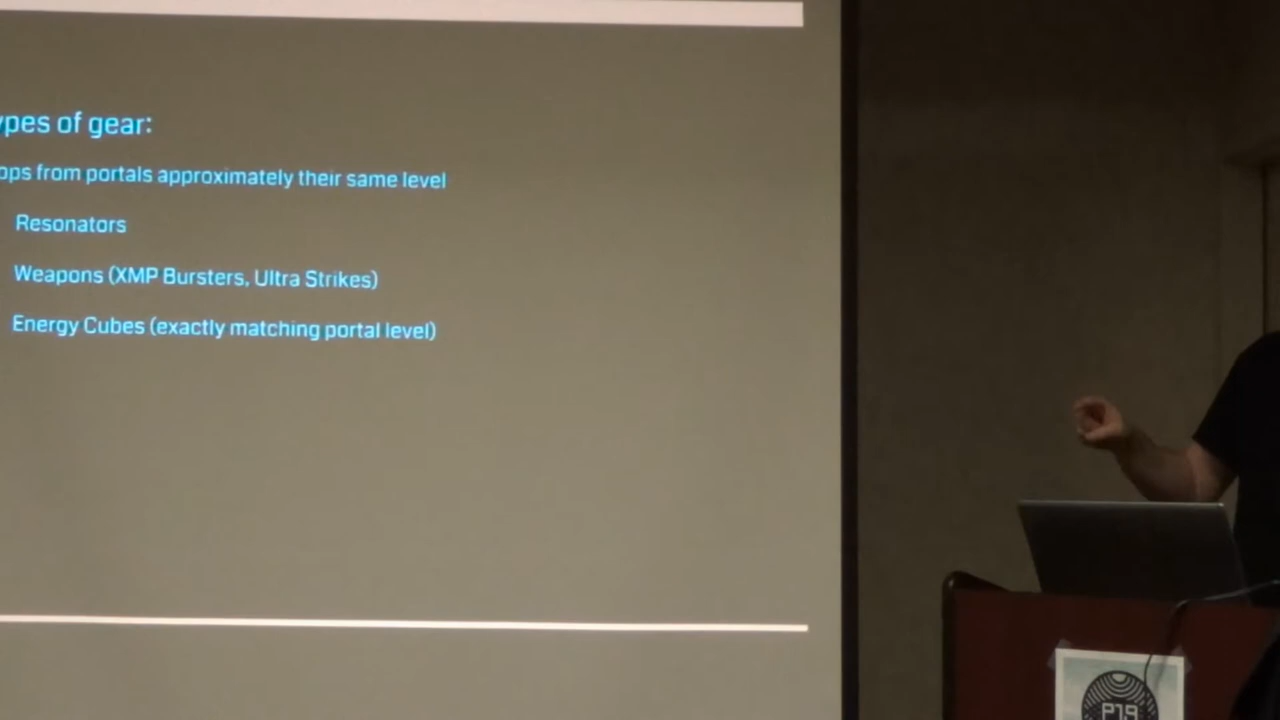 ypes of gear:
ops from portals approximately their same level
Resonators
Weapons (XMP Bursters, Ultra Strikes)
Energy Cubes (exactly matching portal level)
P19